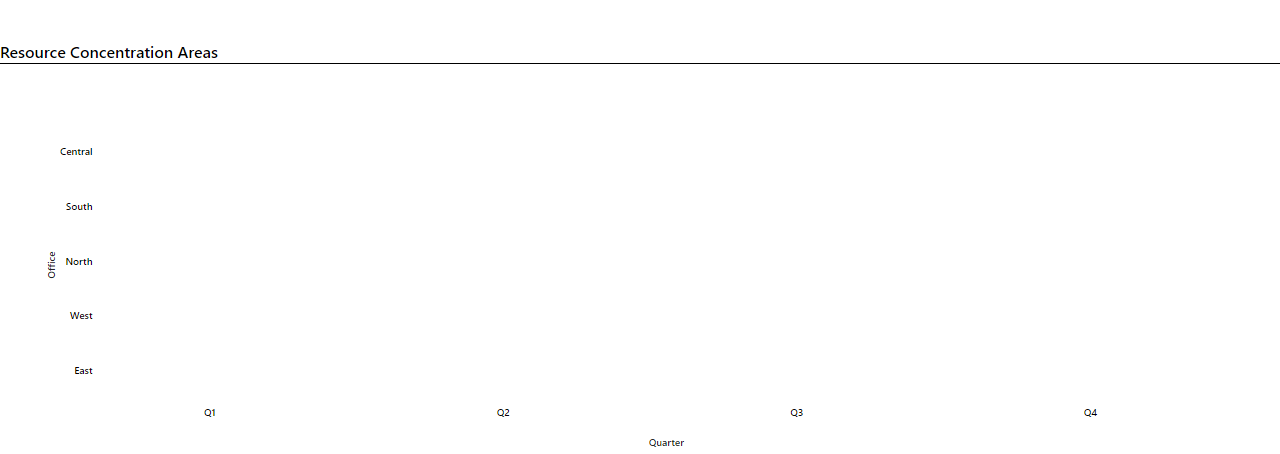 Resource Concentration Areas
Central
South
North
West
East
Office
Q1 Q2 Q3 Q4
Quarter